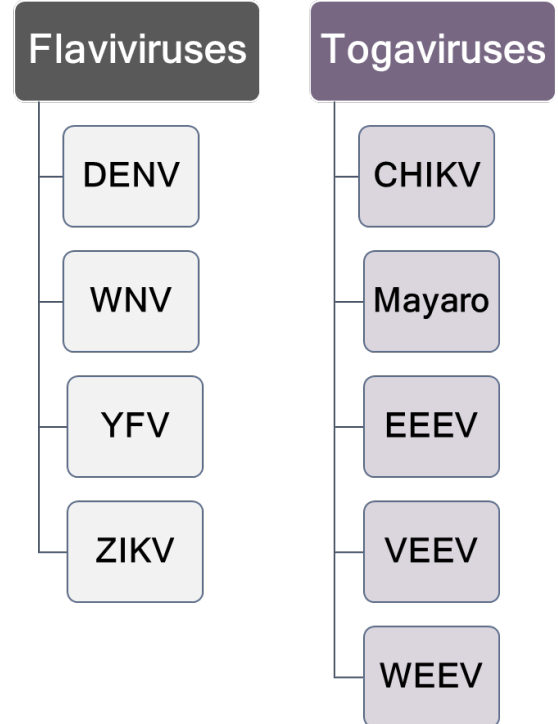 Flaviviruses
DENV
WNV
YFV
ZIKV
Togaviruses
CHIKV
Mayaro
EEEV
VEEV
WEEV